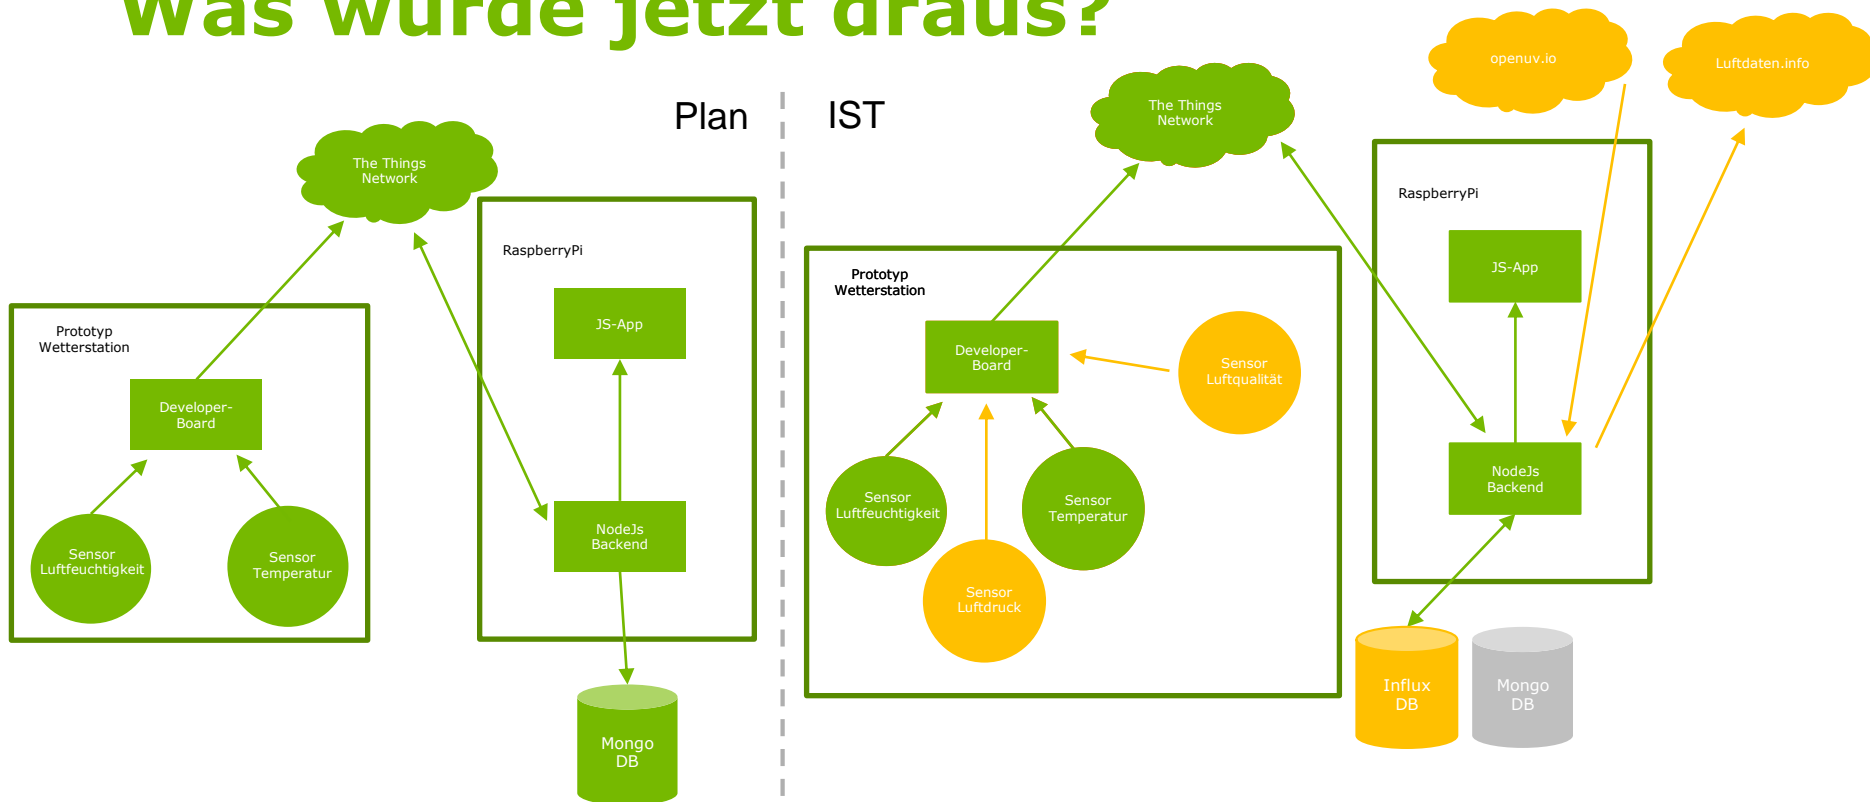 Was wurde jetzt draus?
Plan
The Things
Network
RaspberryPi
JS-App
Prototyp
Wetterstation
Developer-
Board
Sensor
Luftfeuchtigkeit
Sensor
Temperatur
NodeJs
Backend
Mongo
DB
IST
The Things
Network
openuv.io
Luftdaten.info
RaspberryPi
JS-App
Prototyp
Wetterstation
Developer-
Board
Sensor
Luftqualität
Sensor
Luftfeuchtigkeit
Sensor
Temperatur
Sensor
Luftdruck
NodeJs
Backend
Influx
DB
Mongo
DB